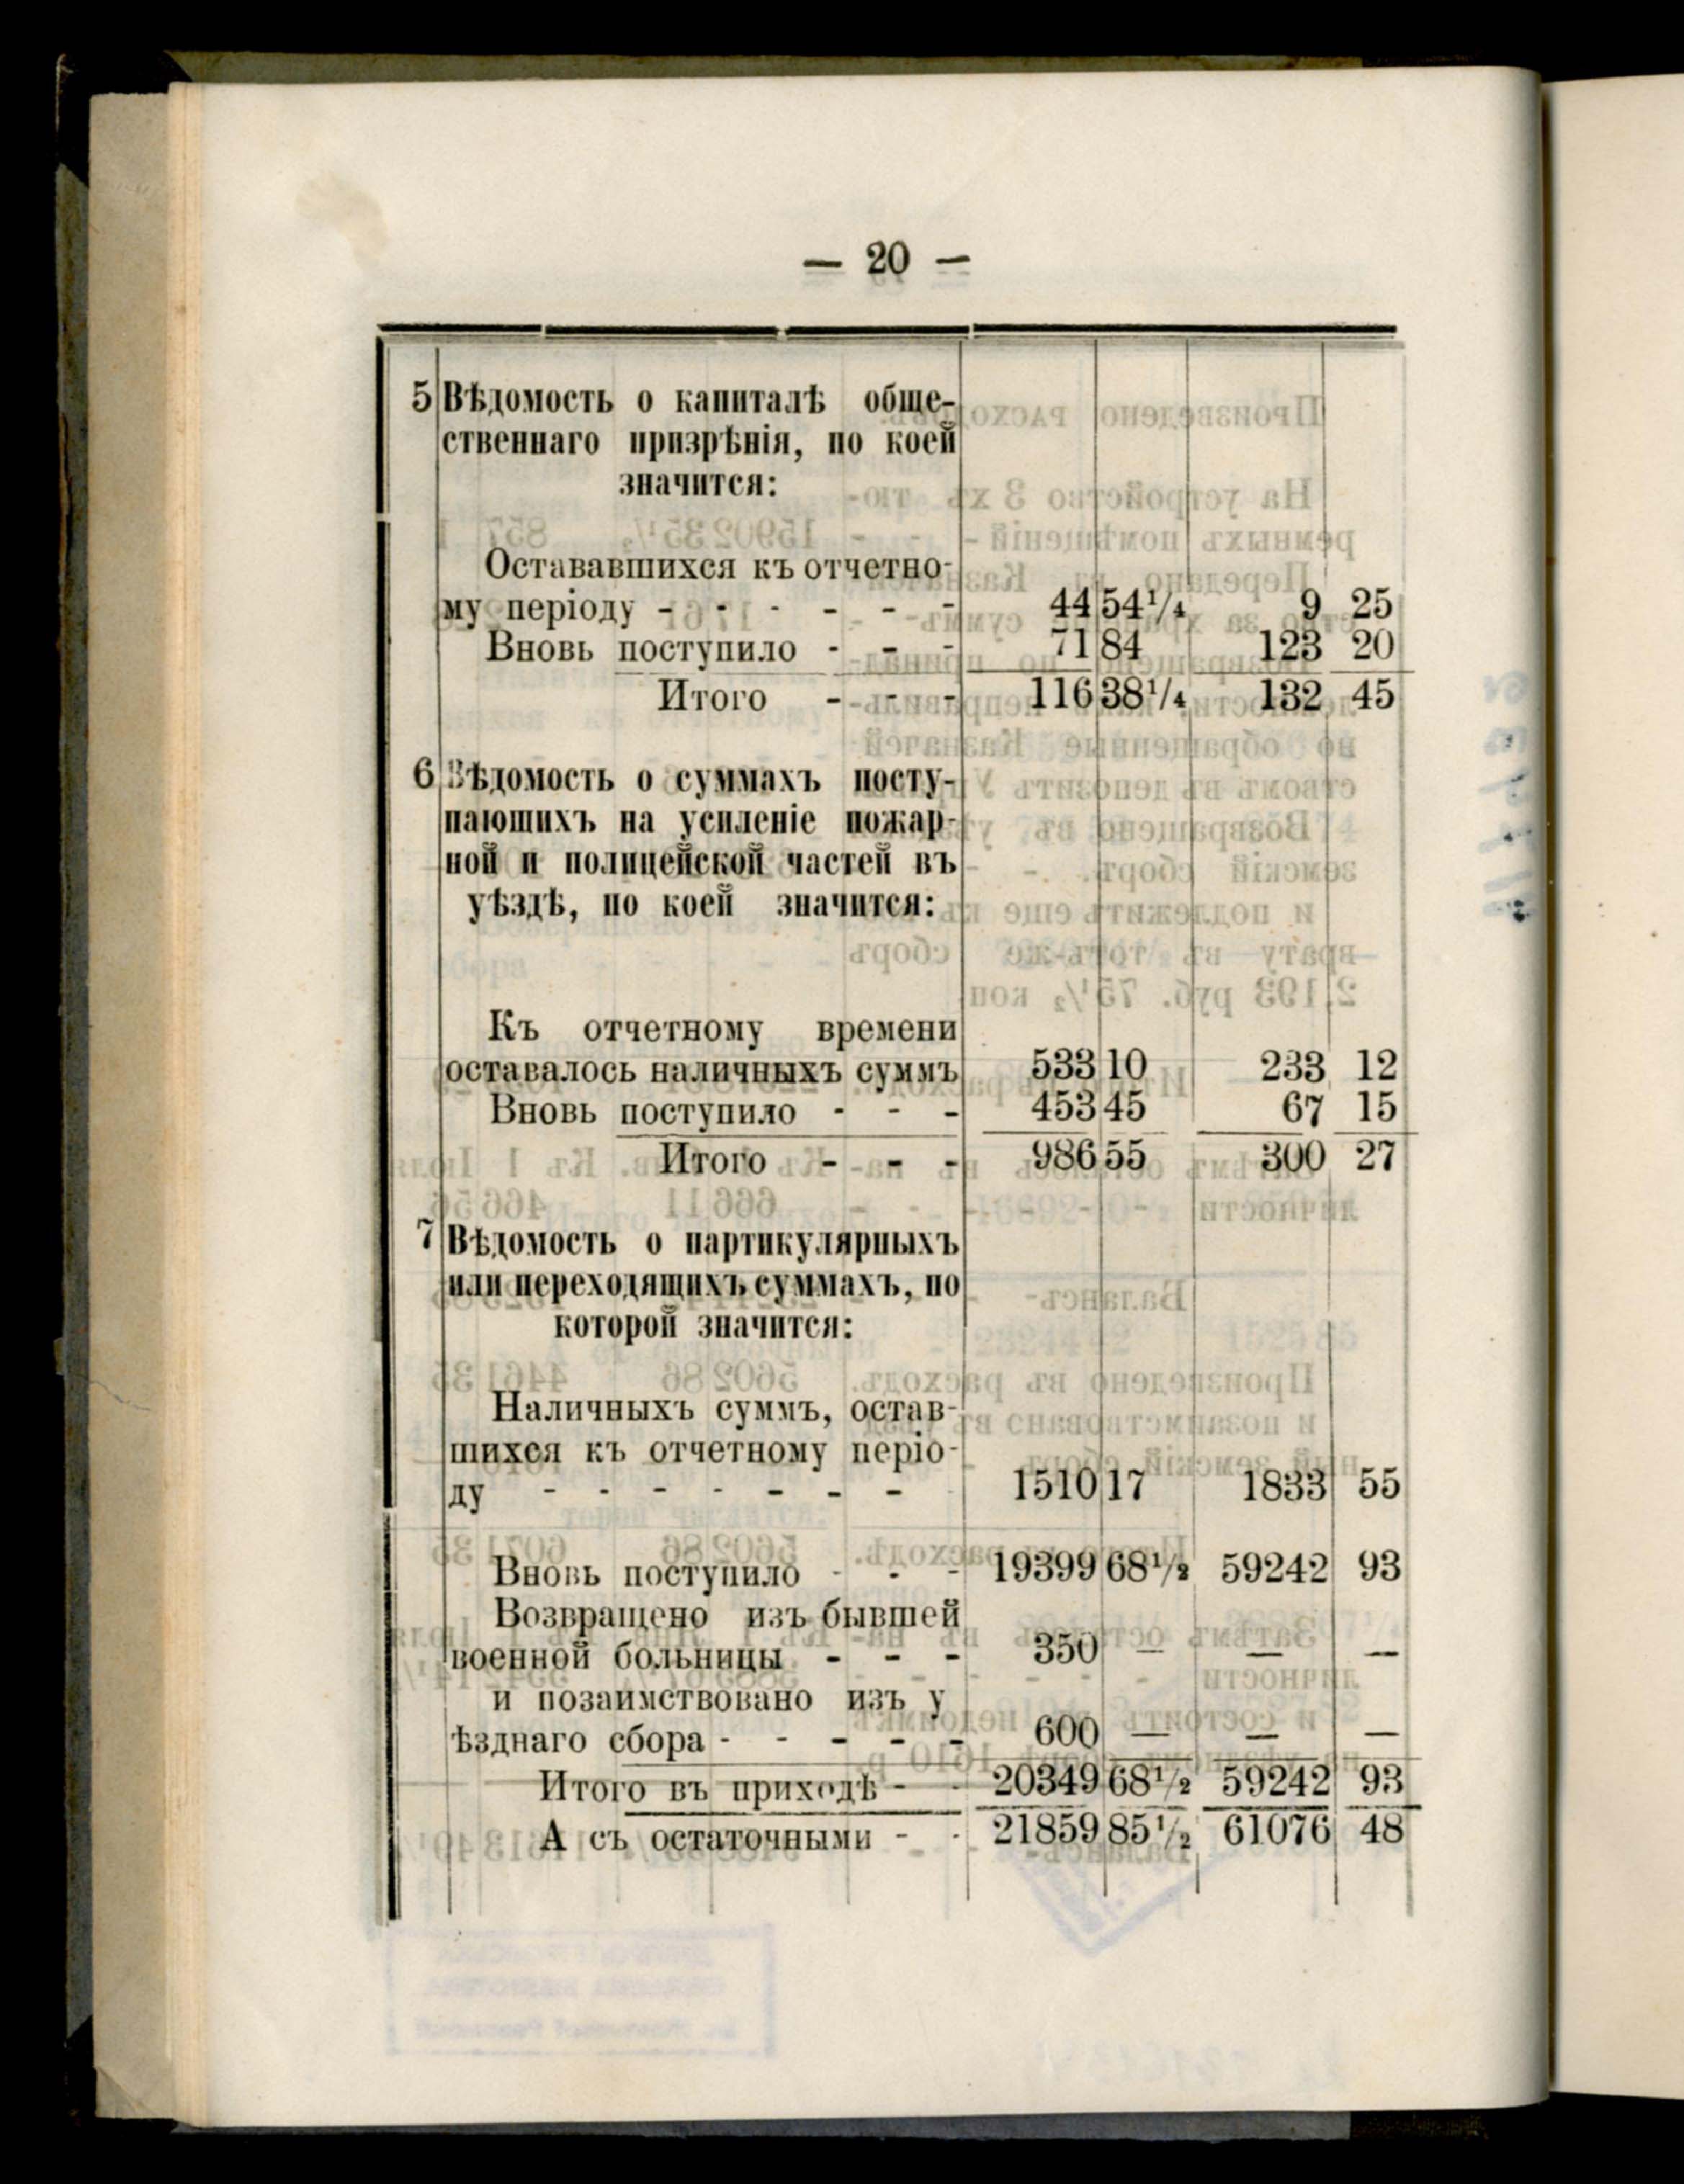 — 20 —
5 Вѣдомость о капиталѣ обще-
ственнаго призрѣнія, по коей
значится:
Остававшихся къ отчетно-
му періоду - - - - - - 44 54¹/₄ 9 25
Вновь поступило - - - 71 84 123 20
Итого - - - 116 38¹/₄ 132 45
6 Вѣдомость о суммахъ посту-
пающихъ на усиленіе пожар-
ной и полицейской частей въ
уѣздѣ, по коей значится:
Къ отчетному времени
оставалось наличныхъ суммъ 533 10 233 12
Вновь поступило - - - 453 45 67 15
Итого - - - 986 55 300 27
7 Вѣдомость о партикулярныхъ
или переходящихъ суммахъ, по
которой значится:
Наличныхъ суммъ, остав-
шихся къ отчетному періо-
ду - - - - - - - 1510 17 1833 55
Вновь поступило - - - 19399 68¹/₂ 59242 93
Возвращено изъ бывшей
военной больницы - - - 350 — — —
и позаимствовано изъ у
ѣзднаго сбора - - - - - 600 — — —
Итого въ приходѣ - - 20349 68¹/₂ 59242 93
А съ остаточными - - 21859 85¹/₂ 61076 48